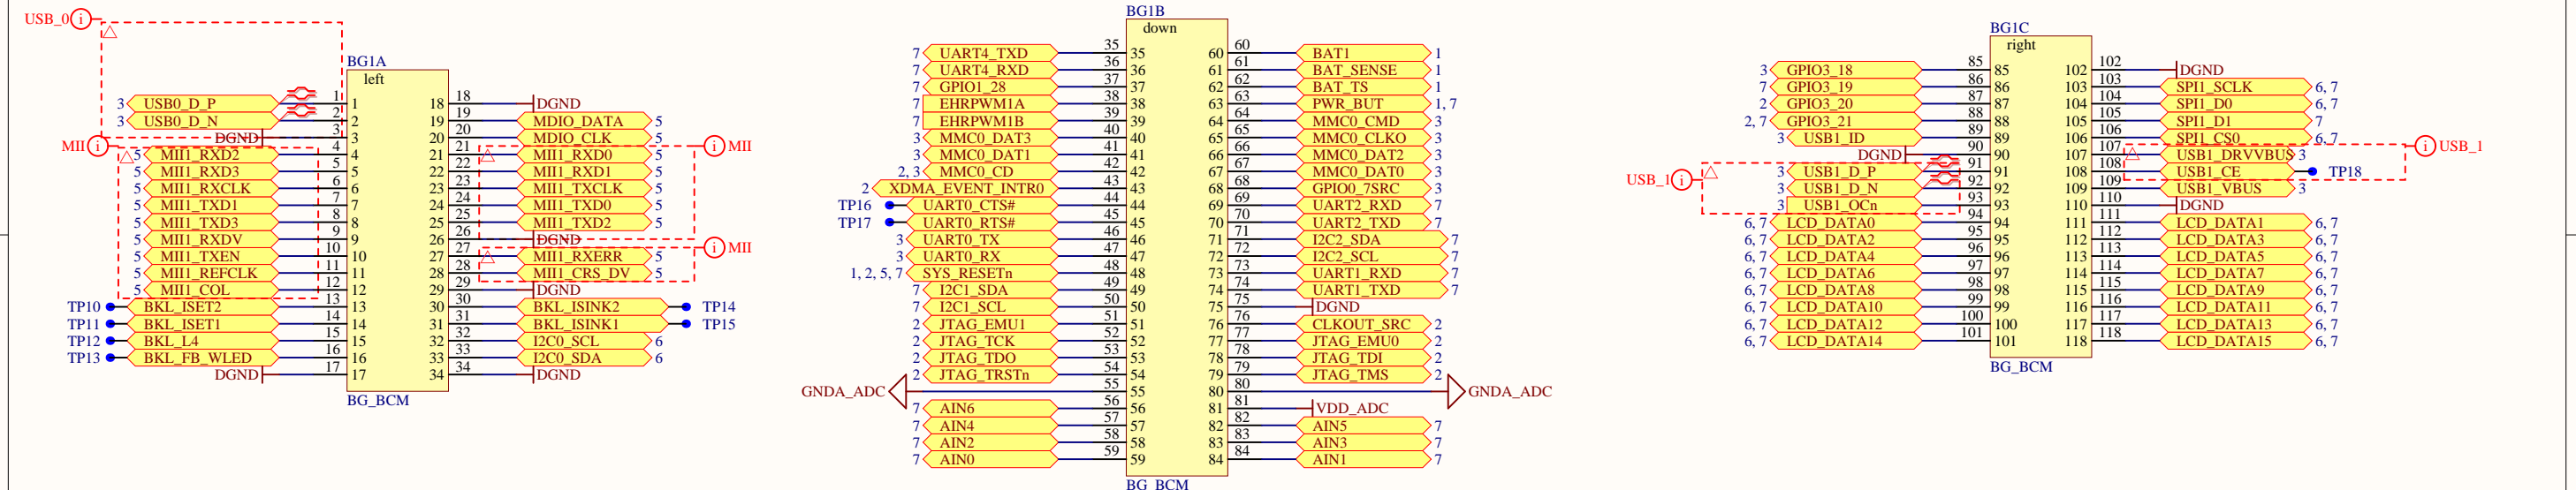 USB_0 i
BG1A
left
3 USB0_D_P 1 1 18 18 DGND
3 USB0_D_N 2 2 19 19 MDIO_DATA 5
DGND 3 3 20 20 MDIO_CLK 5
MII i 5 MII1_RXD2 4 4 21 21 MII1_RXD0 5 i MII
5 MII1_RXD3 5 5 22 22 MII1_RXD1 5
5 MII1_RXCLK 6 6 23 23 MII1_TXCLK 5
5 MII1_TXD1 7 7 24 24 MII1_TXD0 5
5 MII1_TXD3 8 8 25 25 MII1_TXD2 5
5 MII1_RXDV 9 9 26 26 DGND
5 MII1_TXEN 10 10 27 27 MII1_RXERR 5 i MII
5 MII1_REFCLK 11 11 28 28 MII1_CRS_DV 5
5 MII1_COL 12 12 29 29 DGND
TP10 BKL_ISET2 13 13 30 30 BKL_ISINK2 TP14
TP11 BKL_ISET1 14 14 31 31 BKL_ISINK1 TP15
TP12 BKL_L4 15 15 32 32 I2C0_SCL 6
TP13 BKL_FB_WLED 16 16 33 33 I2C0_SDA 6
DGND 17 17 34 34 DGND
BG_BCM
BG1B
down
7 UART4_TXD 35 35 60 60 BAT1 1
7 UART4_RXD 36 36 61 61 BAT_SENSE 1
7 GPIO1_28 37 37 62 62 BAT_TS 1
7 EHRPWM1A 38 38 63 63 PWR_BUT 1, 7
7 EHRPWM1B 39 39 64 64 MMC0_CMD 3
3 MMC0_DAT3 40 40 65 65 MMC0_CLKO 3
3 MMC0_DAT1 41 41 66 66 MMC0_DAT2 3
2, 3 MMC0_CD 42 42 67 67 MMC0_DAT0 3
2 XDMA_EVENT_INTR0 43 43 68 68 GPIO0_7SRC 3
TP16 UART0_CTS# 44 44 69 69 UART2_RXD 7
TP17 UART0_RTS# 45 45 70 70 UART2_TXD 7
3 UART0_TX 46 46 71 71 I2C2_SDA 7
3 UART0_RX 47 47 72 72 I2C2_SCL 7
1, 2, 5, 7 SYS_RESETn 48 48 73 73 UART1_RXD 7
7 I2C1_SDA 49 49 74 74 UART1_TXD 7
7 I2C1_SCL 50 50 75 75 DGND
2 JTAG_EMU1 51 51 76 76 CLKOUT_SRC 2
2 JTAG_TCK 52 52 77 77 JTAG_EMU0 2
2 JTAG_TDO 53 53 78 78 JTAG_TDI 2
2 JTAG_TRSTn 54 54 79 79 JTAG_TMS 2
GNDA_ADC 55 55 80 80 GNDA_ADC
7 AIN6 56 56 81 81 VDD_ADC
7 AIN4 57 57 82 82 AIN5 7
7 AIN2 58 58 83 83 AIN3 7
7 AIN0 59 59 84 84 AIN1 7
BG_BCM
BG1C
right
3 GPIO3_18 85 85 102 102 DGND
7 GPIO3_19 86 86 103 103 SPI1_SCLK 6, 7
2 GPIO3_20 87 87 104 104 SPI1_D0 6, 7
2, 7 GPIO3_21 88 88 105 105 SPI1_D1 7
3 USB1_ID 89 89 106 106 SPI1_CS0 6, 7
DGND 90 90 107 107 USB1_DRVVBUS 3 i USB_1
USB_1 i 3 USB1_D_P 91 91 108 108 USB1_CE TP18
3 USB1_D_N 92 92 109 109 USB1_VBUS 3
3 USB1_OCn 93 93 110 110 DGND
6, 7 LCD_DATA0 94 94 111 111 LCD_DATA1 6, 7
6, 7 LCD_DATA2 95 95 112 112 LCD_DATA3 6, 7
6, 7 LCD_DATA4 96 96 113 113 LCD_DATA5 6, 7
6, 7 LCD_DATA6 97 97 114 114 LCD_DATA7 6, 7
6, 7 LCD_DATA8 98 98 115 115 LCD_DATA9 6, 7
6, 7 LCD_DATA10 99 99 116 116 LCD_DATA11 6, 7
6, 7 LCD_DATA12 100 100 117 117 LCD_DATA13 6, 7
6, 7 LCD_DATA14 101 101 118 118 LCD_DATA15 6, 7
BG_BCM